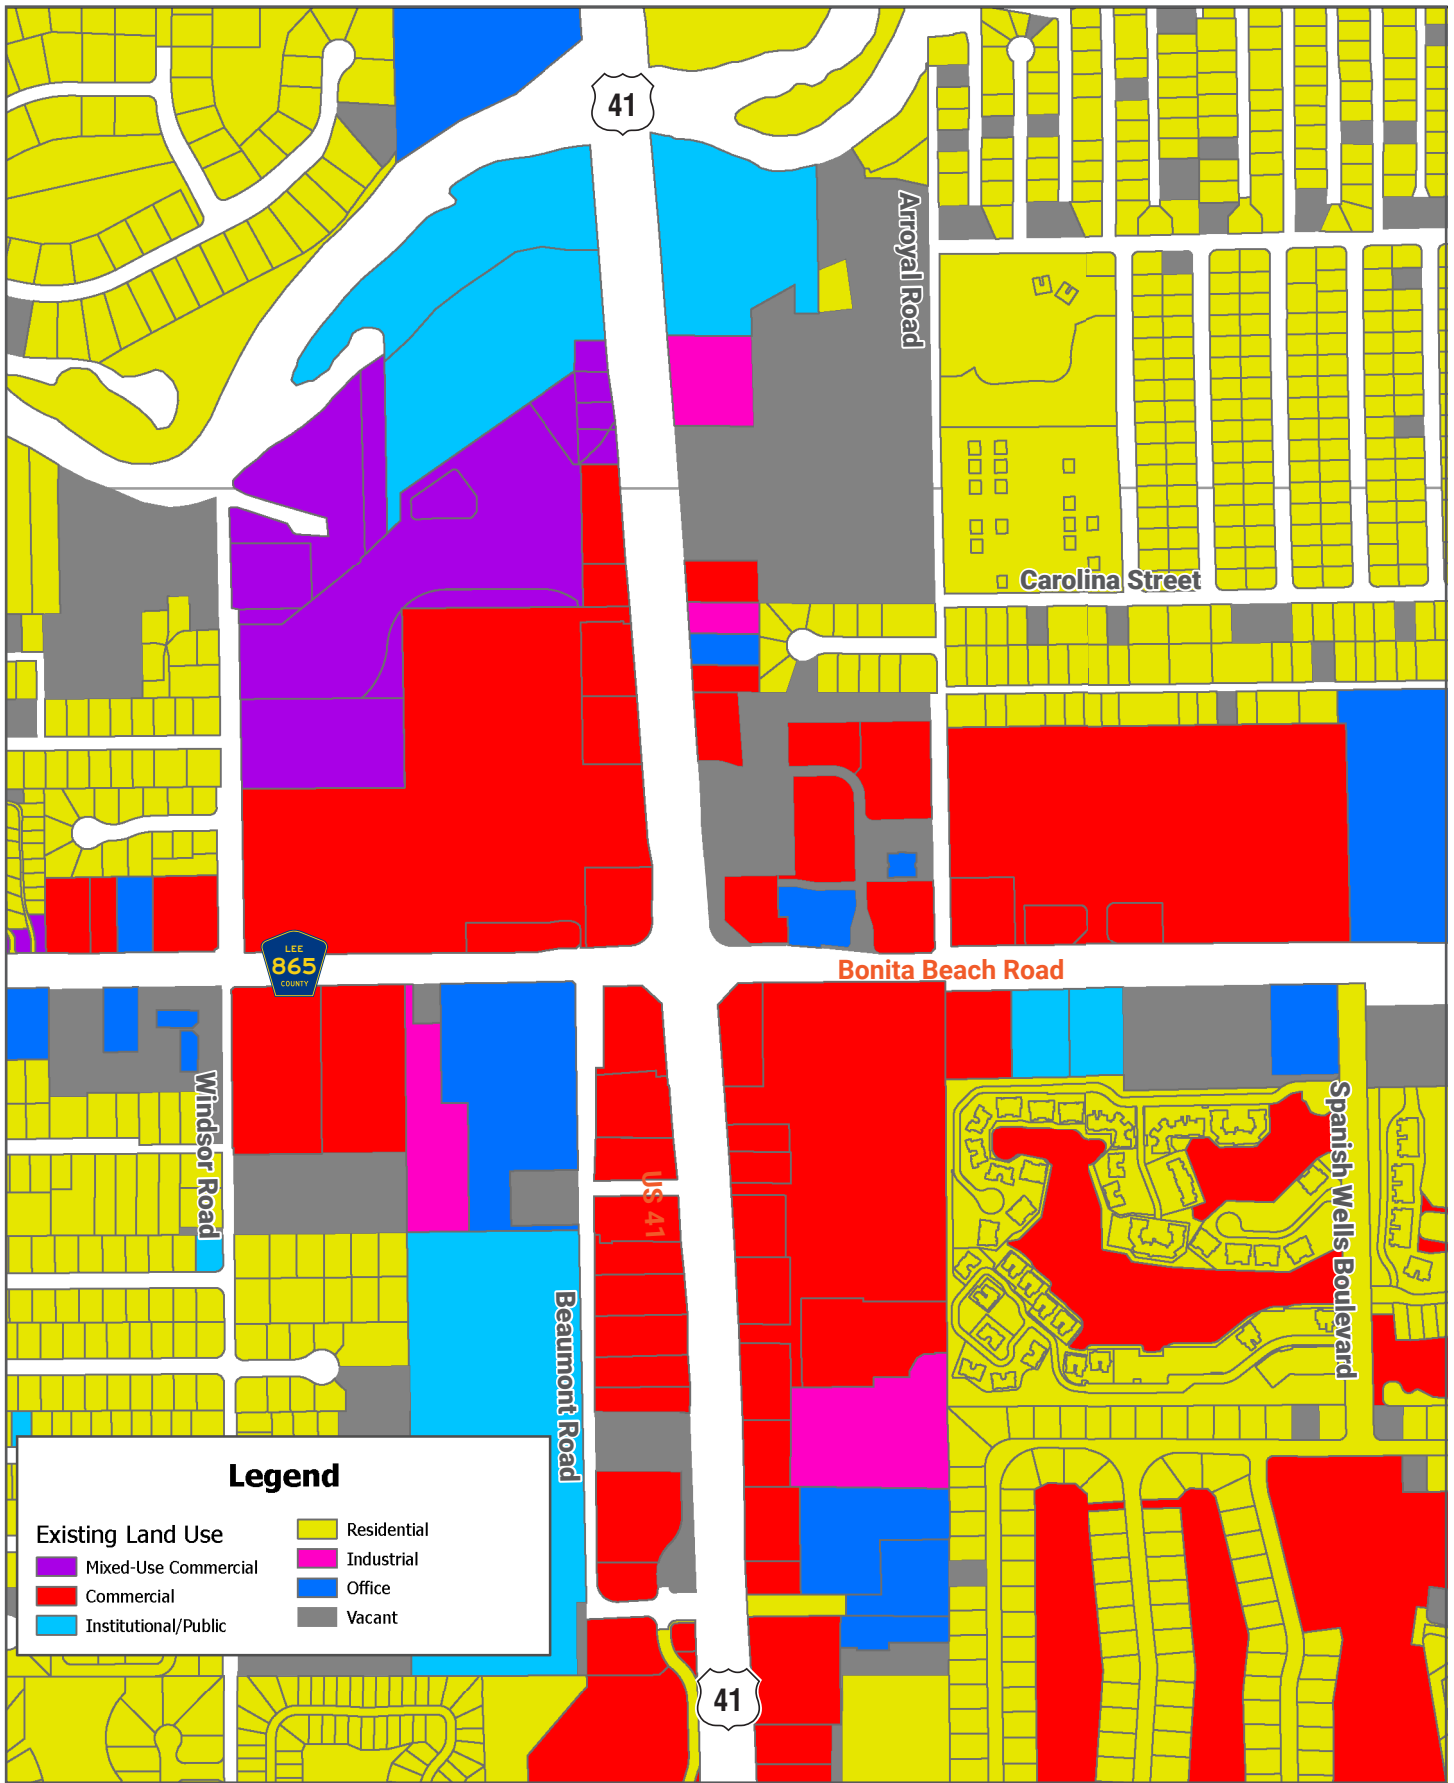 41
Arroyal Road
Carolina Street
LEE
865
COUNTY
Bonita Beach Road
Windsor Road
US 41
Spanish Wells Boulevard
Beaumont Road
Legend
Existing Land Use
Mixed-Use Commercial
Commercial
Institutional/Public
Residential
Industrial
Office
Vacant
41